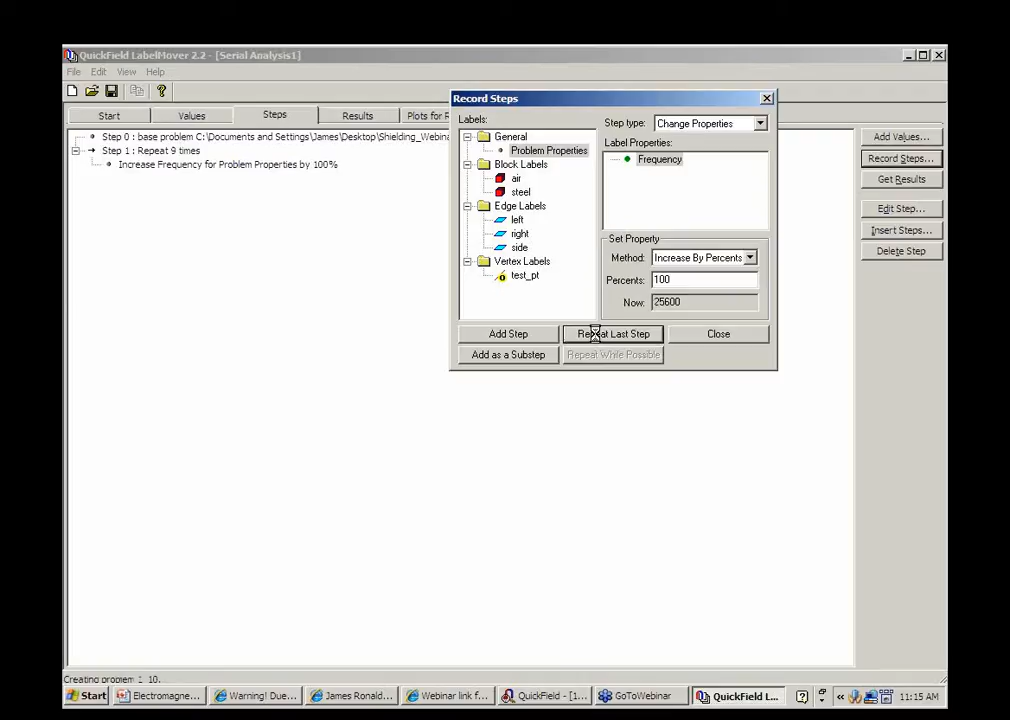 QuickField LabelMover 2.2 - [Serial Analysis1]
File Edit View Help
Start Values Steps Results Plots for R
Step 0 : base problem C:\Documents and Settings\James\Desktop\Shielding_Webina
Step 1 : Repeat 9 times
Increase Frequency for Problem Properties by 100%
Record Steps
Labels:
General
Problem Properties
Block Labels
air
steel
Edge Labels
left
right
side
Vertex Labels
test_pt
Step type: Change Properties
Label Properties:
Frequency
Set Property
Method: Increase By Percents
Percents: 100
Now: 25600
Add Step Repeat Last Step Close
Add as a Substep Repeat While Possible
Add Values...
Record Steps...
Get Results
Edit Step...
Insert Steps...
Delete Step
Creating problem 1_10.
Start Electromagne... Warning! Due... James Ronald... Webinar link f... QuickField - [1... GoToWebinar QuickField L... 11:15 AM